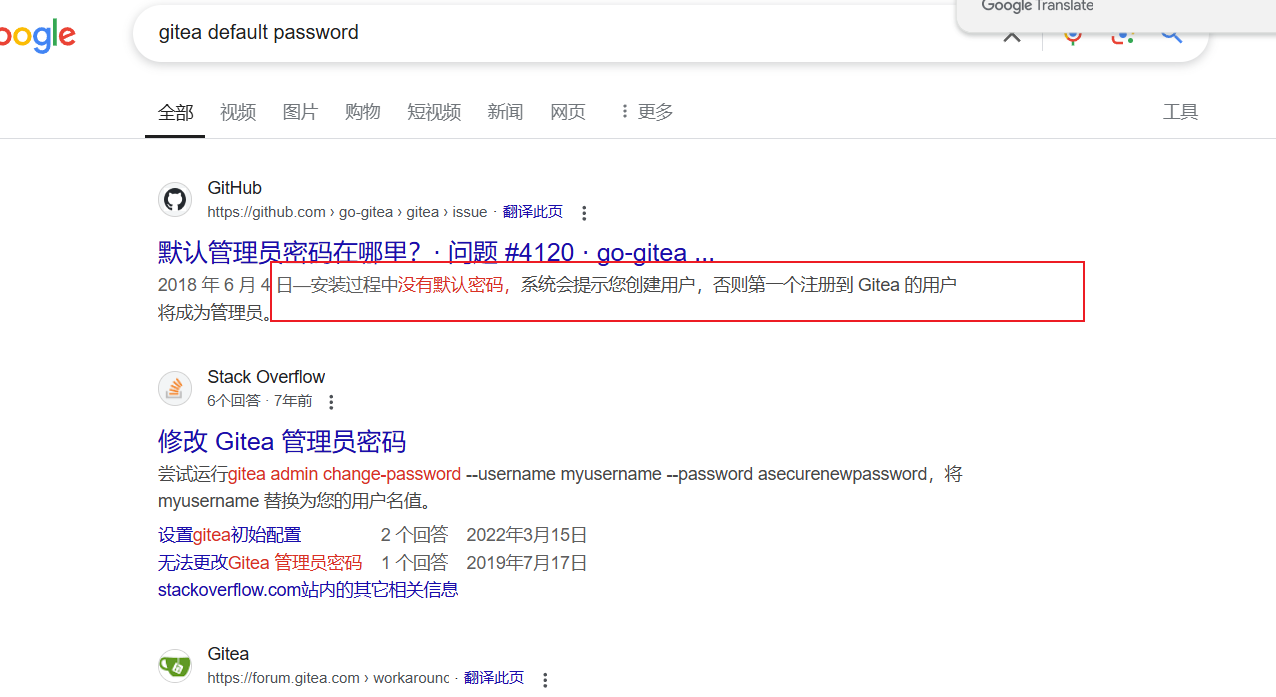 oogle
gitea default password
Google Translate
全部 视频 图片 购物 短视频 新闻 网页 更多 工具
GitHub
https://github.com › go-gitea › gitea › issue · 翻译此页
默认管理员密码在哪里？ · 问题 #4120 · go-gitea ...
2018 年 6 月 4 日—安装过程中没有默认密码，系统会提示您创建用户，否则第一个注册到 Gitea 的用户
将成为管理员。
Stack Overflow
6个回答 · 7年前
修改 Gitea 管理员密码
尝试运行gitea admin change-password --username myusername --password asecurenewpassword，将
myusername 替换为您的用户名值。
设置gitea初始配置 2 个回答 2022年3月15日
无法更改Gitea 管理员密码 1 个回答 2019年7月17日
stackoverflow.com站内的其它相关信息
Gitea
https://forum.gitea.com › workaround · 翻译此页